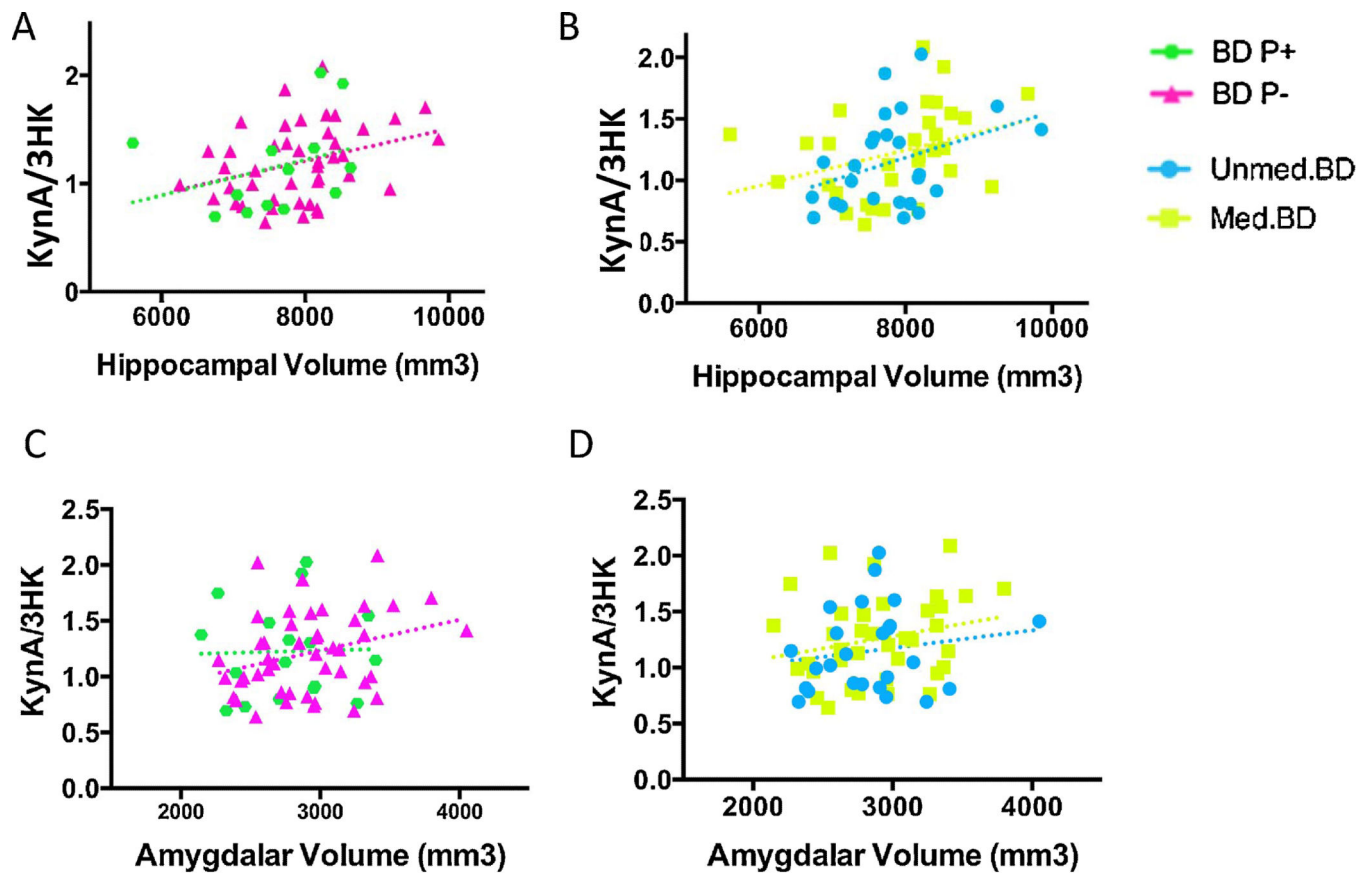 A
KynA/3HK
2
1
0
6000 8000 10000
Hippocampal Volume (mm3)
B
KynA/3HK
2.0
1.5
1.0
0.5
0.0
6000 8000 10000
Hippocampal Volume (mm3)
BD P+
BD P-
Unmed.BD
Med.BD
C
KynA/3HK
2.5
2.0
1.5
1.0
0.5
0.0
2000 3000 4000
Amygdalar Volume (mm3)
D
KynA/3HK
2.5
2.0
1.5
1.0
0.5
0.0
2000 3000 4000
Amygdalar Volume (mm3)